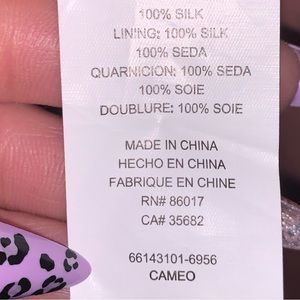 100% SILK
LINING: 100% SILK
100% SEDA
QUARNICION: 100% SEDA
100% SOIE
DOUBLURE: 100% SOIE
MADE IN CHINA
HECHO EN CHINA
FABRIQUE EN CHINE
RN# 86017
CA# 35682
66143101-6956
CAMEO